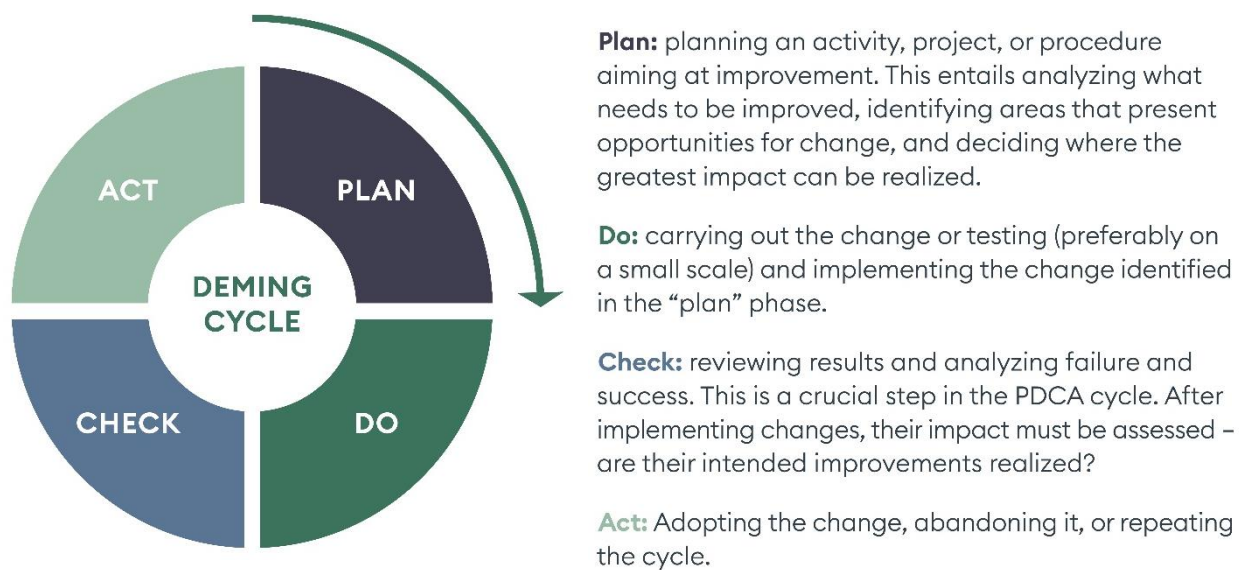 ACT
PLAN
DEMING
CYCLE
CHECK
DO
Plan: planning an activity, project, or procedure
aiming at improvement. This entails analyzing what
needs to be improved, identifying areas that present
opportunities for change, and deciding where the
greatest impact can be realized.
Do: carrying out the change or testing (preferably on
a small scale) and implementing the change identified
in the “plan” phase.
Check: reviewing results and analyzing failure and
success. This is a crucial step in the PDCA cycle. After
implementing changes, their impact must be assessed –
are their intended improvements realized?
Act: Adopting the change, abandoning it, or repeating
the cycle.